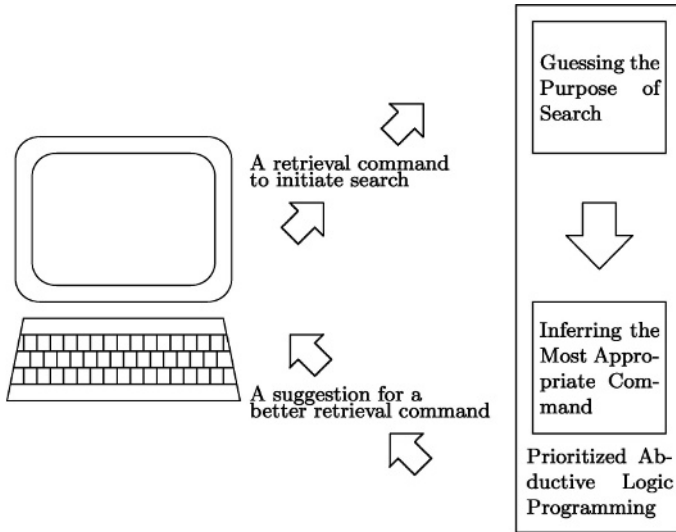 Guessing the
Purpose of
Search
A retrieval command
to initiate search
Inferring the
Most Appro-
priate Com-
mand
A suggestion for a
better retrieval command
Prioritized Ab-
ductive Logic
Programming